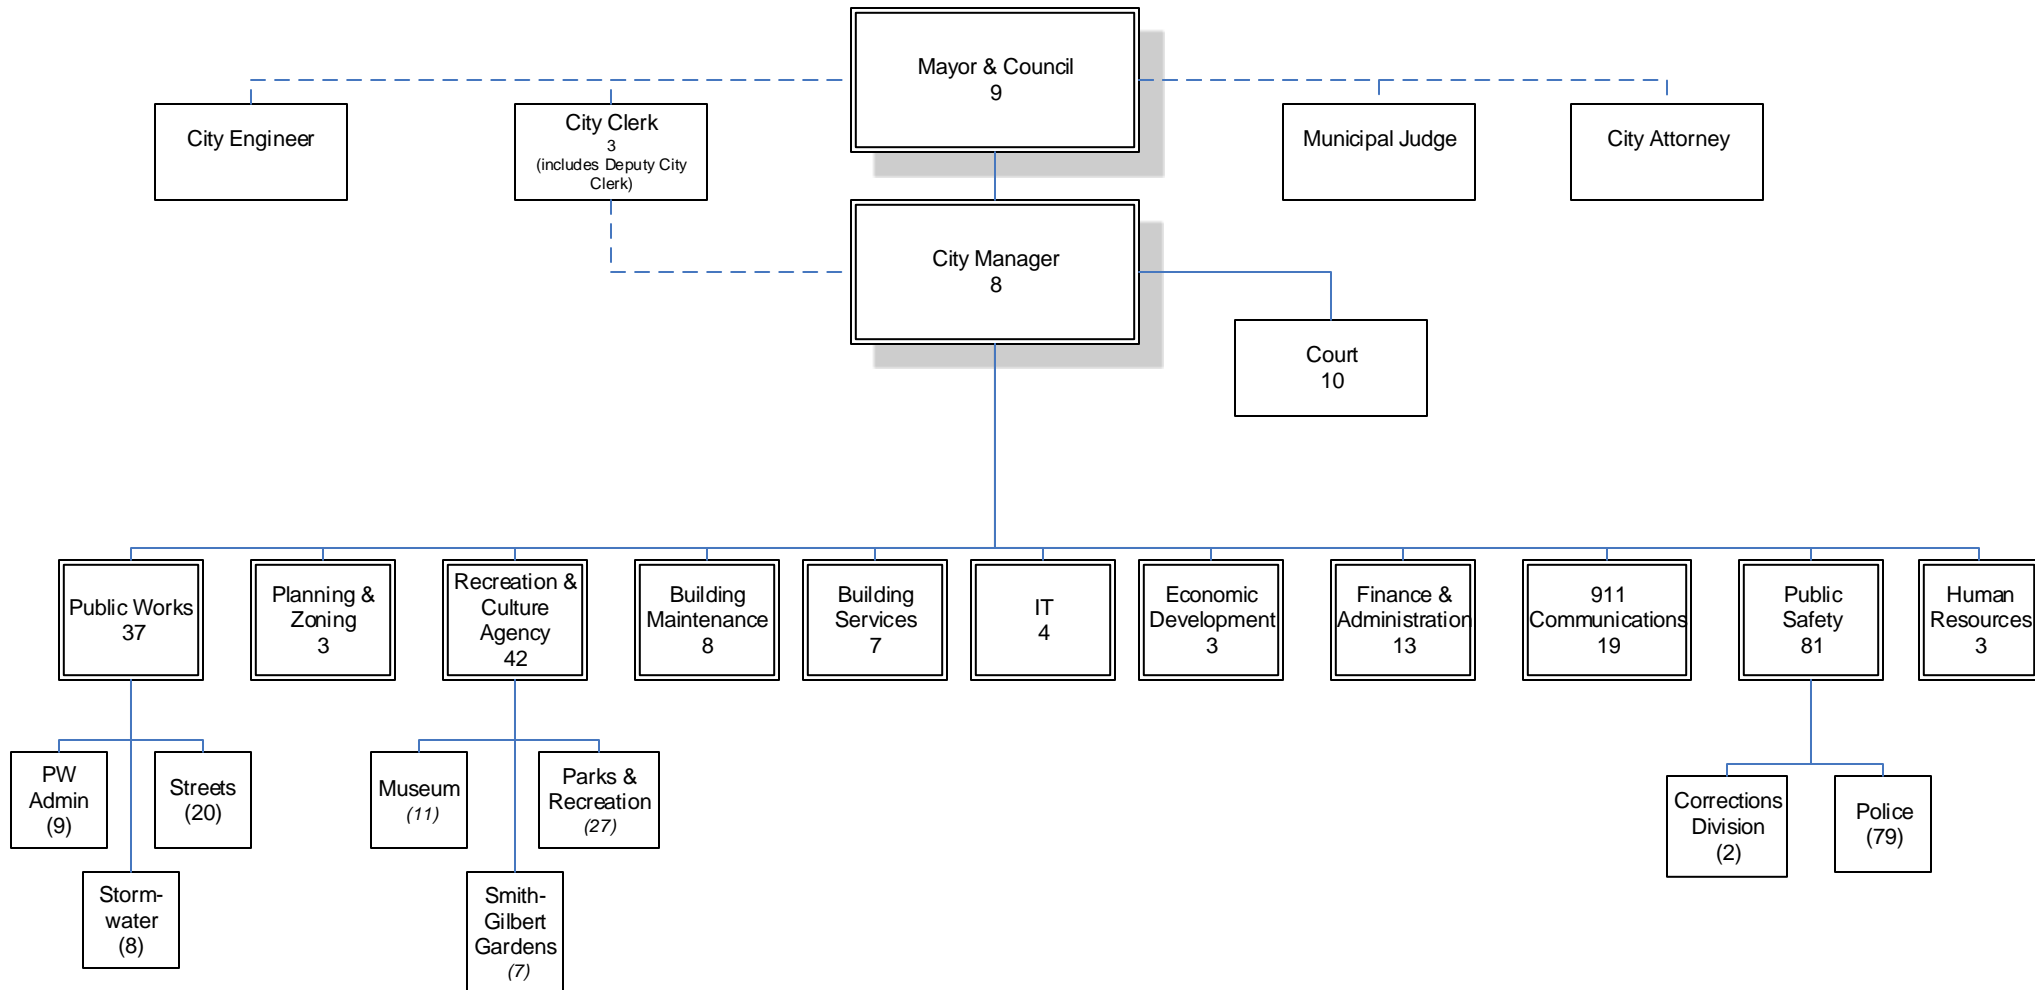 Mayor & Council
9
City Engineer
City Clerk
3
(includes Deputy City
Clerk)
Municipal Judge
City Attorney
City Manager
8
Court
10
Public Works
37
Planning &
Zoning
3
Recreation &
Culture
Agency
42
Building
Maintenance
8
Building
Services
7
IT
4
Economic
Development
3
Finance &
Administration
13
911
Communications
19
Public
Safety
81
Human
Resources
3
PW
Admin
(9)
Streets
(20)
Storm-
water
(8)
Museum
(11)
Parks &
Recreation
(27)
Smith-
Gilbert
Gardens
(7)
Corrections
Division
(2)
Police
(79)